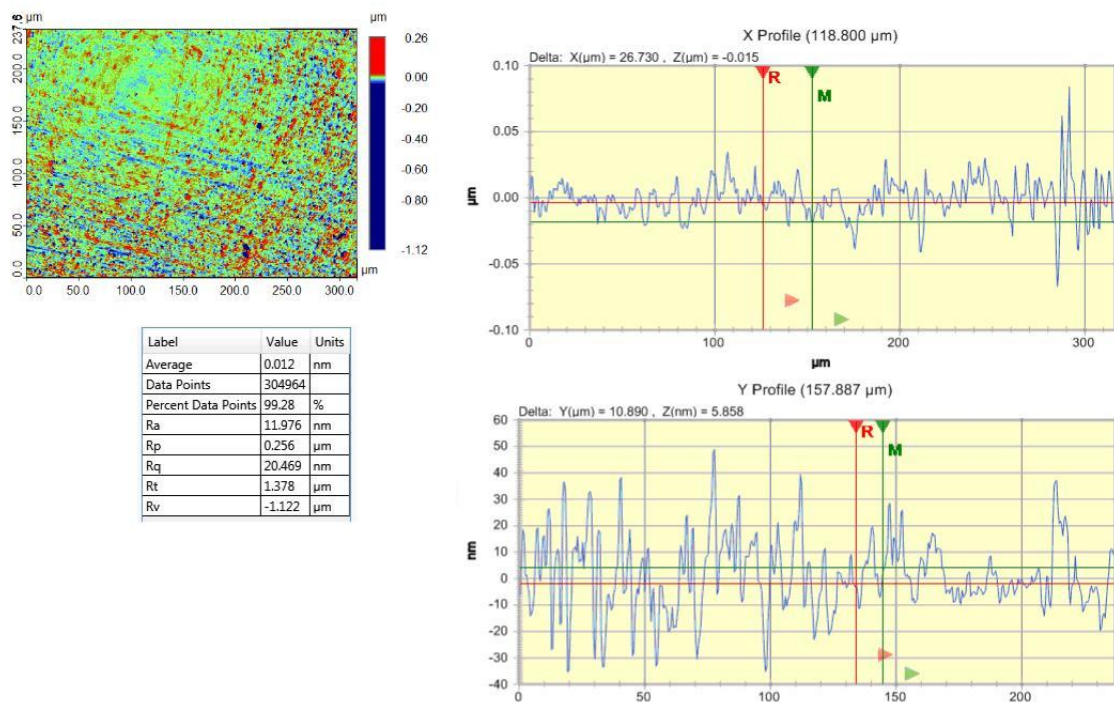 µm
237.6
200.0
150.0
100.0
50.0
0.0
0.0 50.0 100.0 150.0 200.0 250.0 300.0
µm
µm
0.26
0.00
-0.20
-0.40
-0.60
-0.80
-1.12
Label Value Units
Average 0.012 nm
Data Points 304964
Percent Data Points 99.28 %
Ra 11.976 nm
Rp 0.256 µm
Rq 20.469 nm
Rt 1.378 µm
Rv -1.122 µm
X Profile (118.800 µm)
Delta: X(µm) = 26.730 , Z(µm) = -0.015
R
M
0.10
0.05
0.00
-0.05
-0.10
µm
0 100 200 300
µm
Y Profile (157.887 µm)
Delta: Y(µm) = 10.890 , Z(nm) = 5.858
R
M
60
50
40
30
20
10
0
-10
-20
-30
-40
nm
0 50 100 150 200